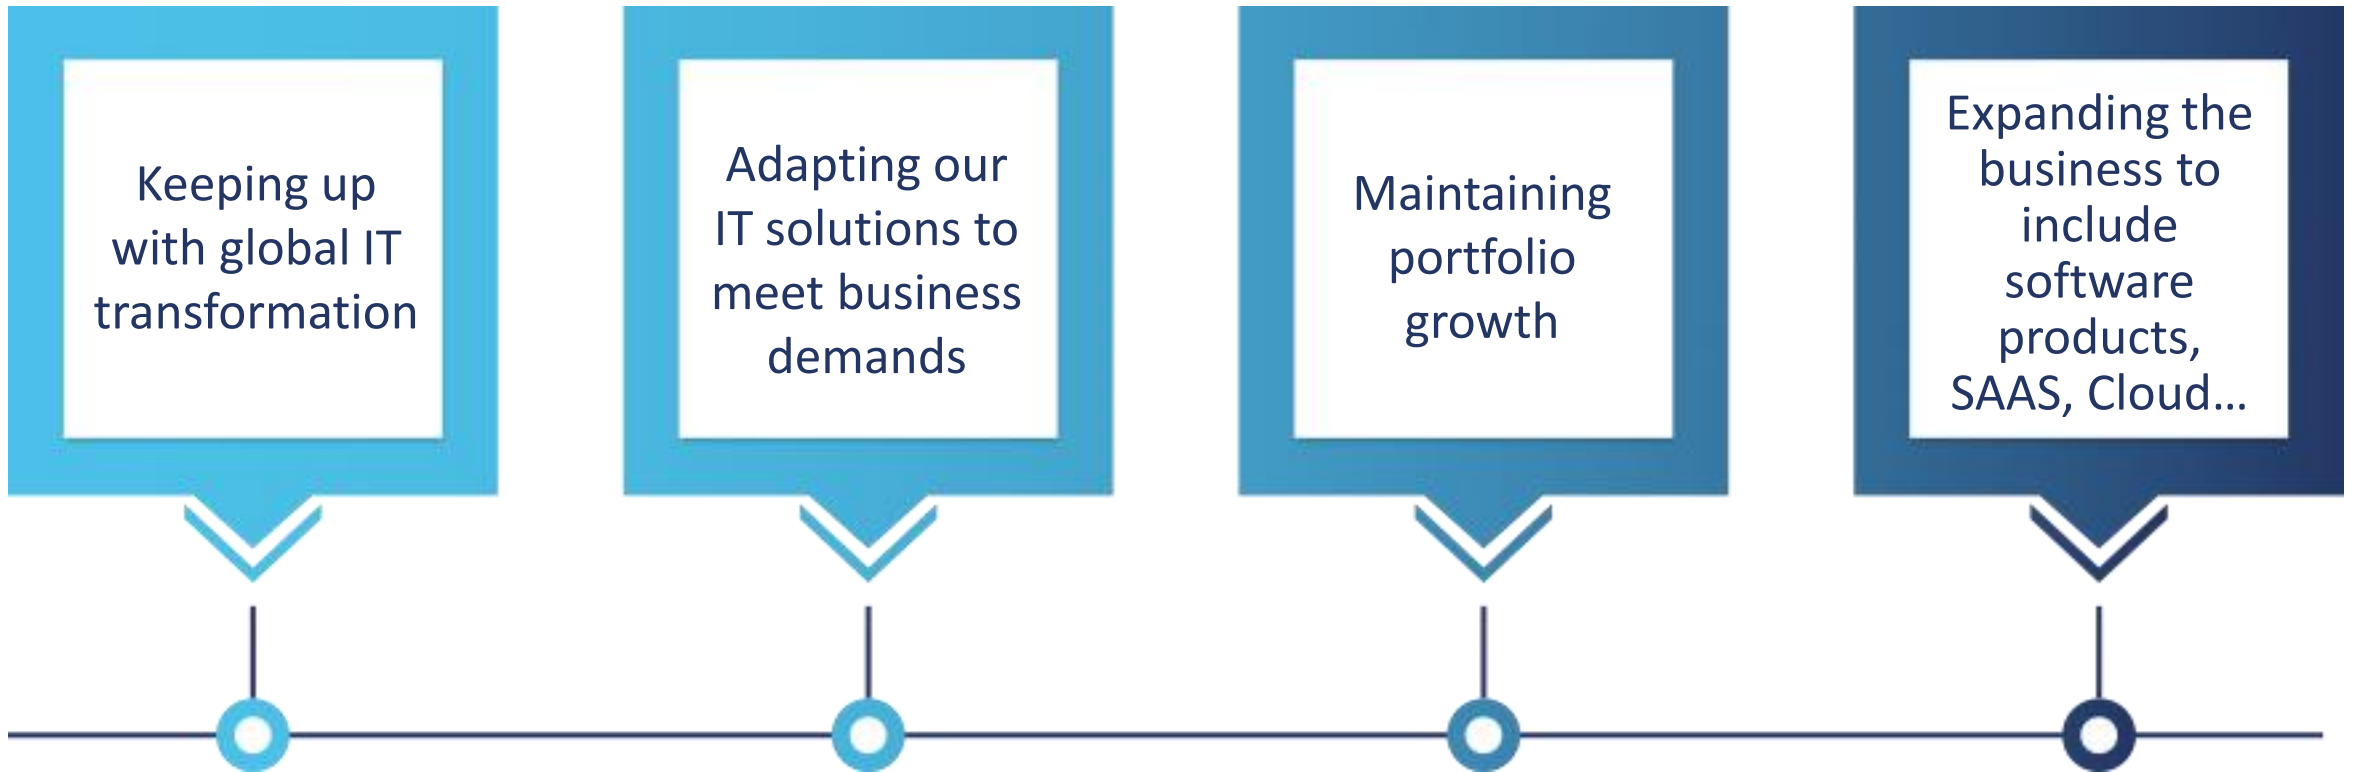 Keeping up
with global IT
transformation
Adapting our
IT solutions to
meet business
demands
Maintaining
portfolio
growth
Expanding the
business to
include
software
products,
SAAS, Cloud...